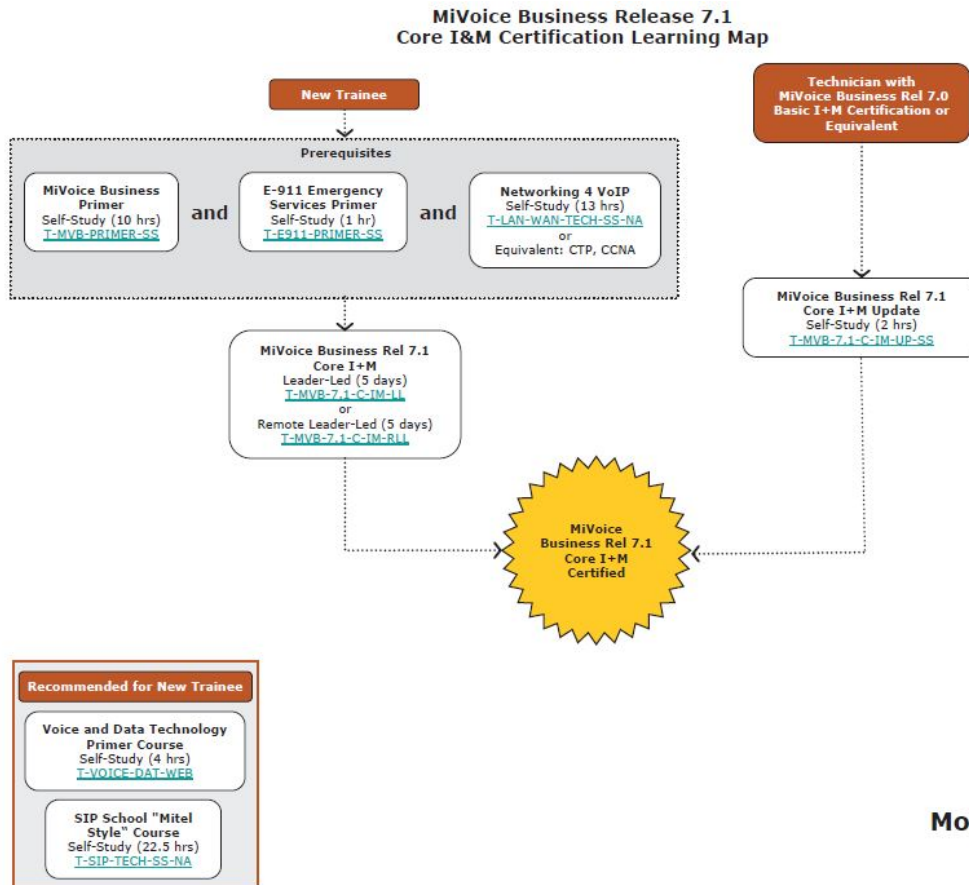 MiVoice Business Release 7.1
Core I&M Certification Learning Map
New Trainee
Technician with
MiVoice Business Rel 7.0
Basic I+M Certification or
Equivalent
Prerequisites
MiVoice Business
Primer
Self-Study (10 hrs)
T-MVB-PRIMER-SS
and
E-911 Emergency
Services Primer
Self-Study (1 hr)
T-E911-PRIMER-SS
and
Networking 4 VoIP
Self-Study (13 hrs)
T-LAN-WAN-TECH-SS-NA
or
Equivalent: CTP, CCNA
MiVoice Business Rel 7.1
Core I+M Update
Self-Study (2 hrs)
T-MVB-7.1-C-IM-UP-SS
MiVoice Business Rel 7.1
Core I+M
Leader-Led (5 days)
T-MVB-7.1-C-IM-LL
or
Remote Leader-Led (5 days)
T-MVB-7.1-C-IM-RLL
MiVoice
Business Rel 7.1
Core I+M
Certified
Recommended for New Trainee
Voice and Data Technology
Primer Course
Self-Study (4 hrs)
T-VOICE-DAT-WEB
SIP School "Mitel
Style" Course
Self-Study (22.5 hrs)
T-SIP-TECH-SS-NA
Mo